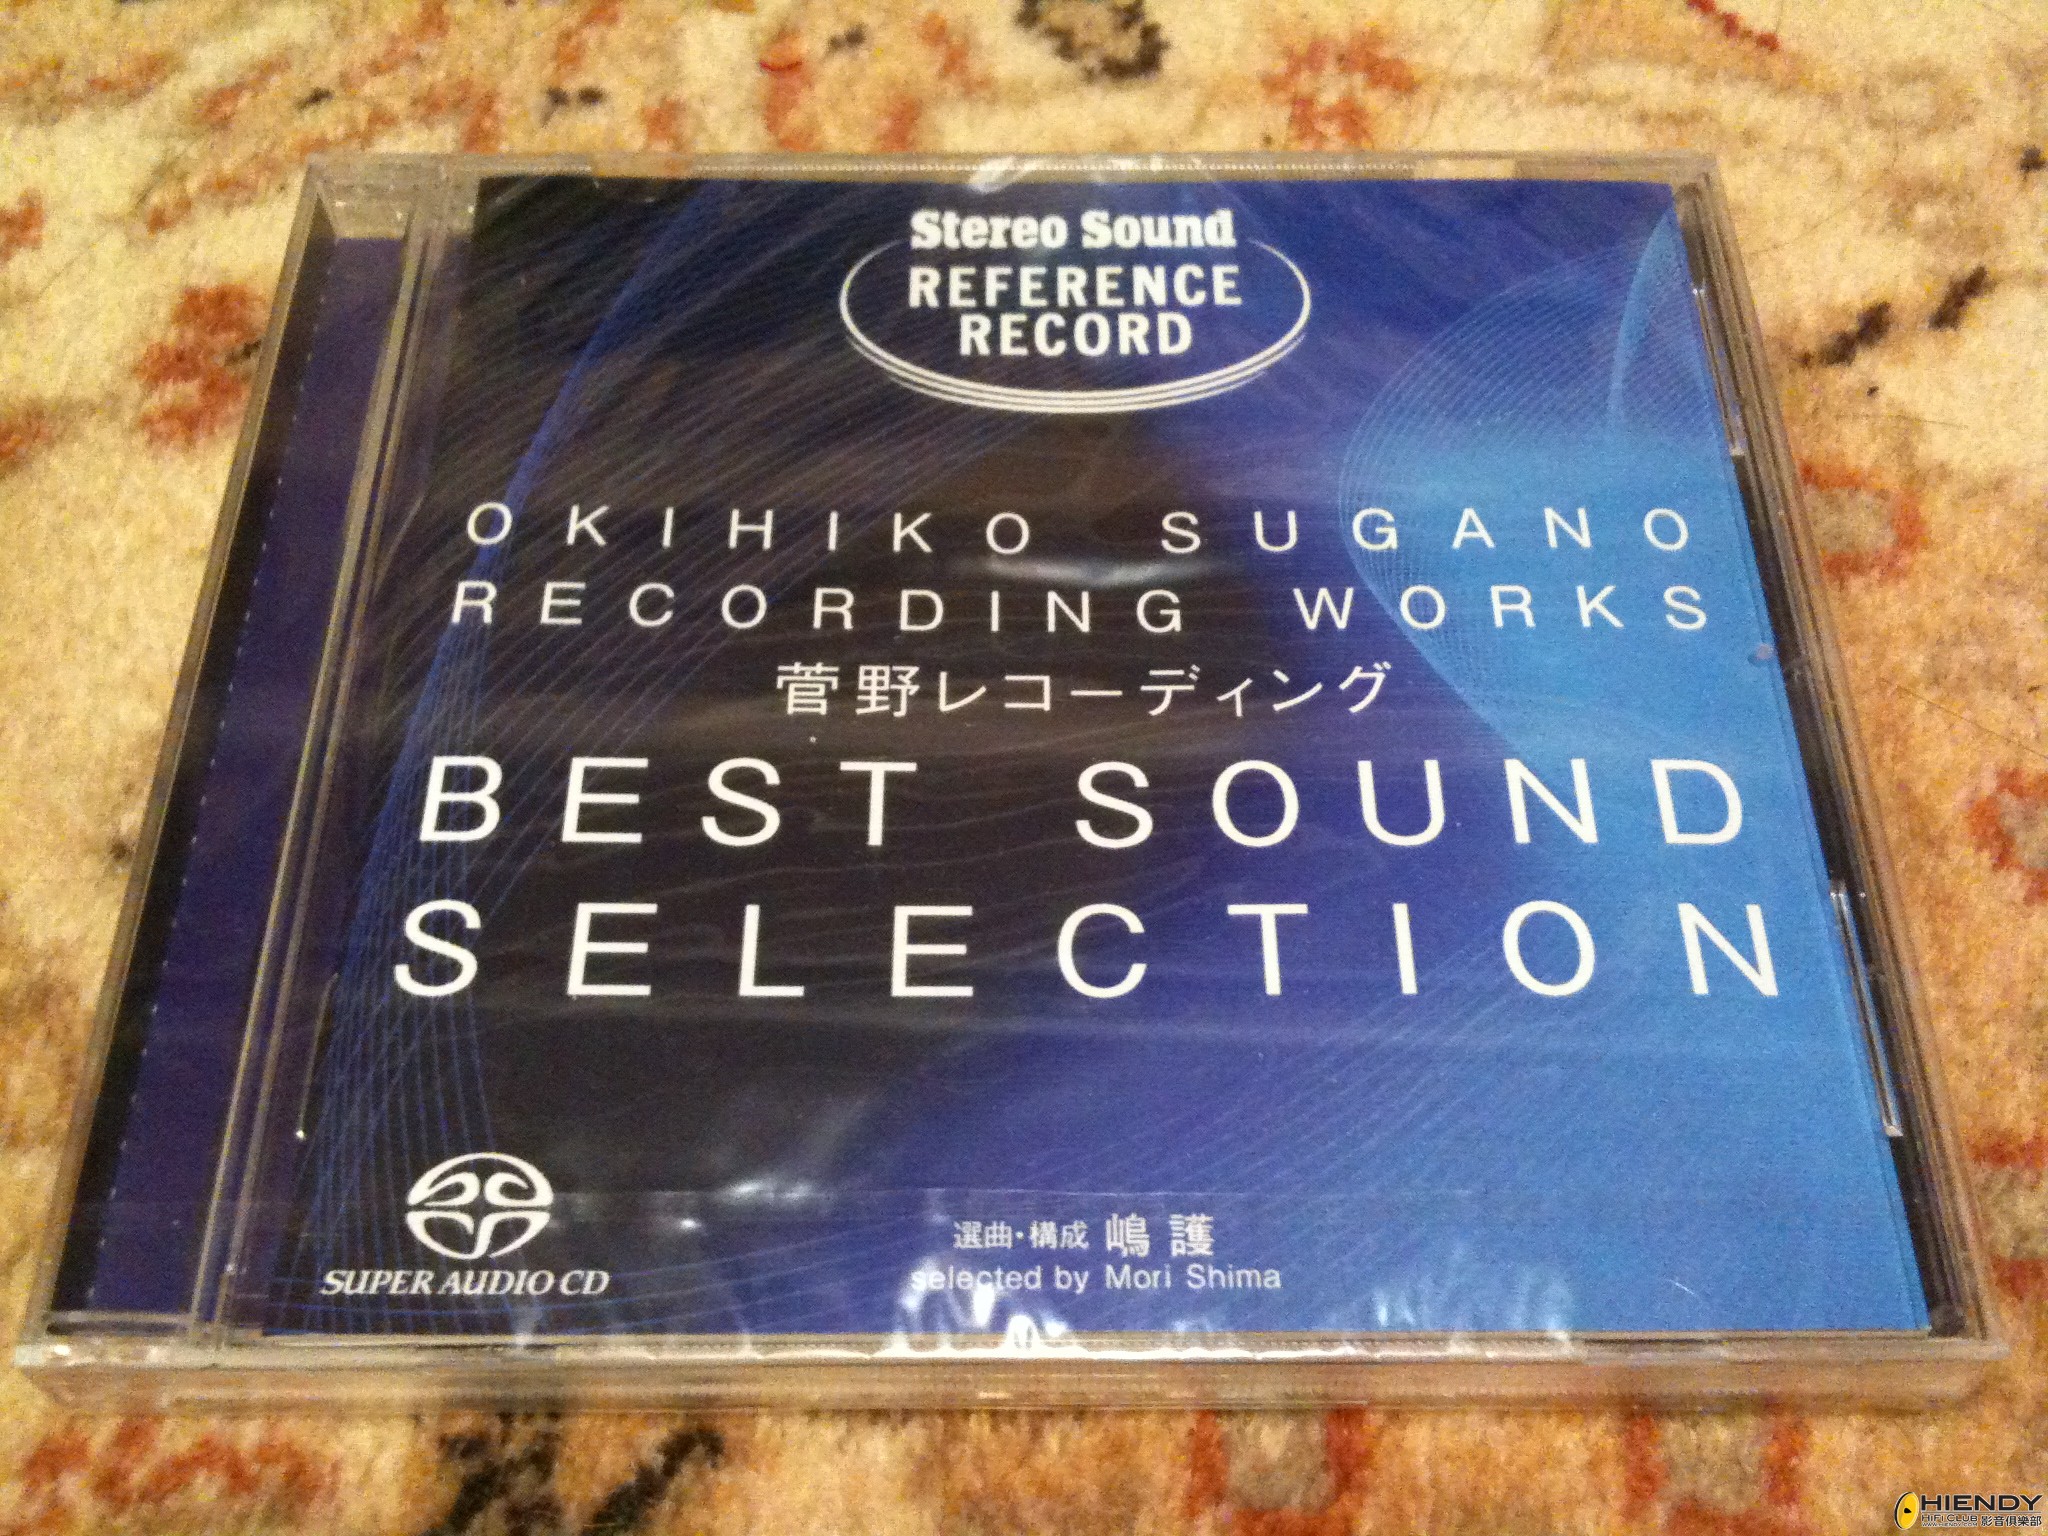 Stereo Sound
REFERENCE
RECORD
OKIHIKO SUGANO
RECORDING WORKS
菅野レコーディング
BEST SOUND
SELECTION
SUPER AUDIO CD
選曲・構成 嶋 護
selected by Mori Shima
HIENDY
HIFI CLUB 影音俱樂部